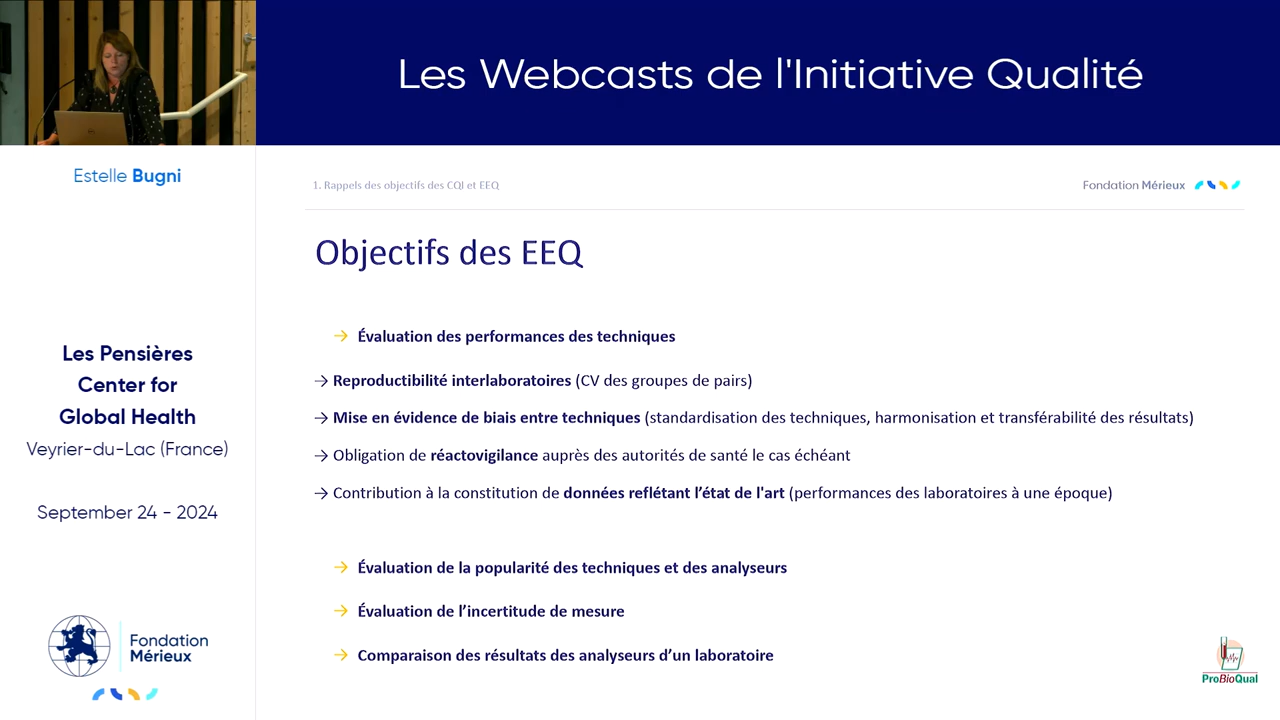 Les Webcasts de l'Initiative Qualité
Estelle Bugni
Les Pensières
Center for
Global Health
Veyrier-du-Lac (France)
September 24 - 2024
Fondation
Mérieux
1. Rappels des objectifs des CQI et EEQ
Fondation Mérieux
Objectifs des EEQ
→ Évaluation des performances des techniques
→ Reproductibilité interlaboratoires (CV des groupes de pairs)
→ Mise en évidence de biais entre techniques (standardisation des techniques, harmonisation et transférabilité des résultats)
→ Obligation de réactovigilance auprès des autorités de santé le cas échéant
→ Contribution à la constitution de données reflétant l’état de l'art (performances des laboratoires à une époque)
→ Évaluation de la popularité des techniques et des analyseurs
→ Évaluation de l’incertitude de mesure
→ Comparaison des résultats des analyseurs d’un laboratoire
ProBioQual